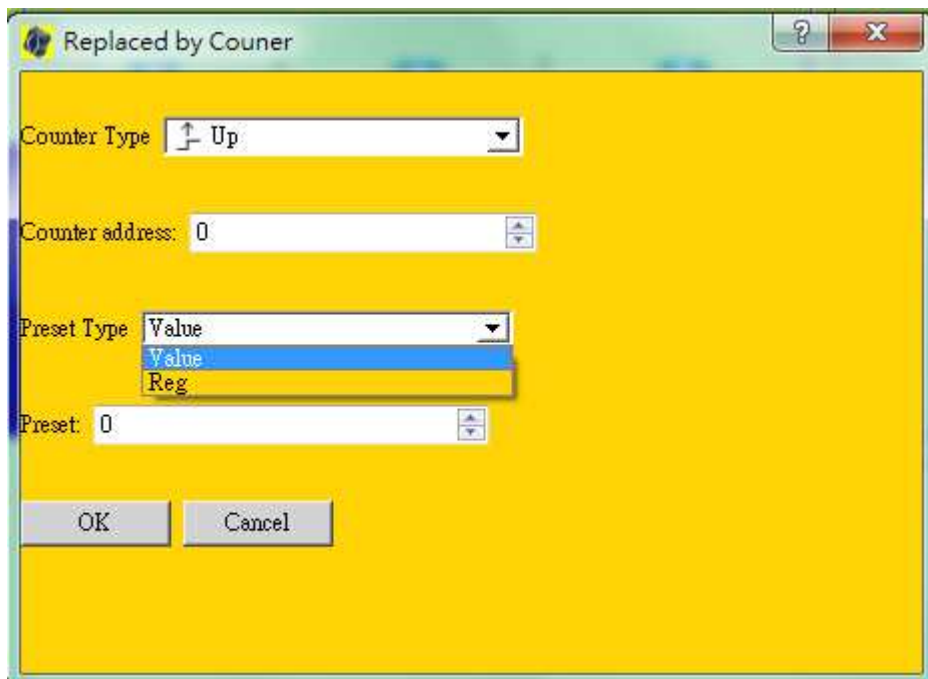 Replaced by Couner
Counter Type Up
Counter address: 0
Preset Type Value
Value
Reg
Preset: 0
OK Cancel